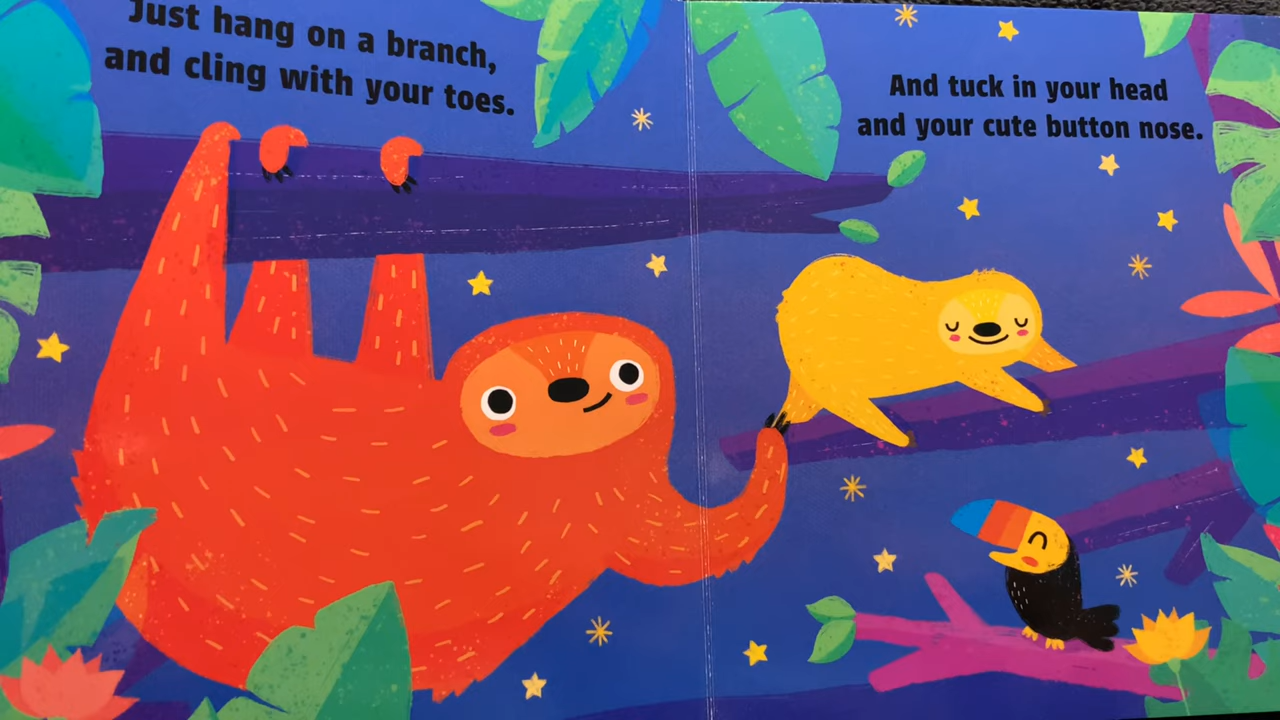 Just hang on a branch,
and cling with your toes.
And tuck in your head
and your cute button nose.